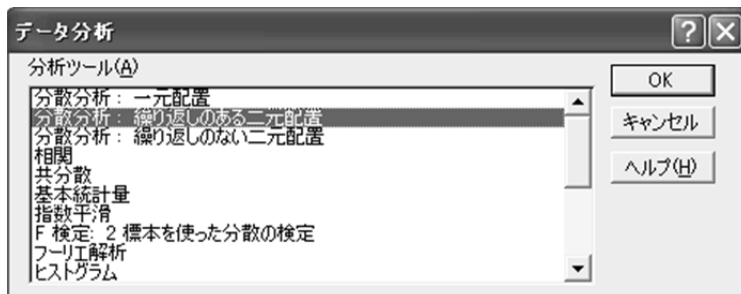 データ分析
分析ツール(A)
分散分析: 一元配置
分散分析: 繰り返しのある二元配置
分散分析: 繰り返しのない二元配置
相関
共分散
基本統計量
指数平滑
F 検定: 2 標本を使った分散の検定
フーリエ解析
ヒストグラム
OK
キャンセル
ヘルプ(H)